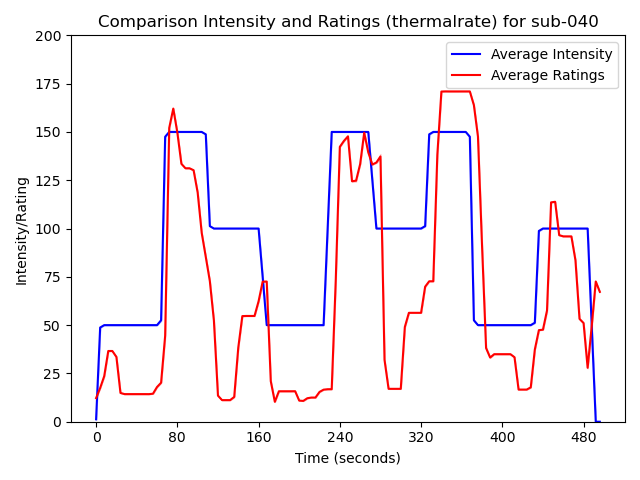 Comparison Intensity and Ratings (thermalrate) for sub-040
Average Intensity
Average Ratings
Intensity/Rating
200
175
150
125
100
75
50
25
0
0 80 160 240 320 400 480
Time (seconds)